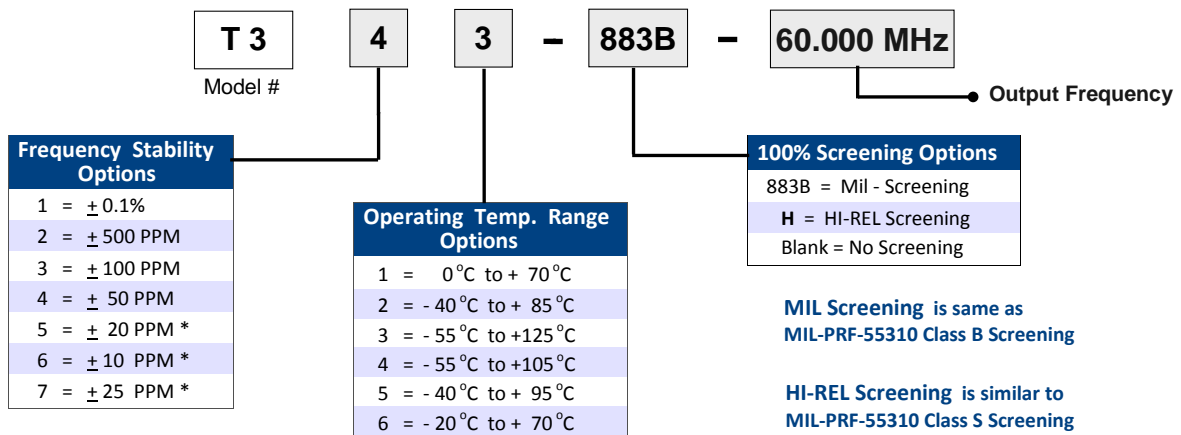 T 3 4 3 – 883B – 60.000 MHz
Model #
Output Frequency
Frequency Stability
Options
1 = ± 0.1%
2 = ± 500 PPM
3 = ± 100 PPM
4 = ± 50 PPM
5 = ± 20 PPM *
6 = ± 10 PPM *
7 = ± 25 PPM *
Operating Temp. Range
Options
1 = 0°C to + 70°C
2 = - 40°C to + 85°C
3 = - 55°C to +125°C
4 = - 55°C to +105°C
5 = - 40°C to + 95°C
6 = - 20°C to + 70°C
100% Screening Options
883B = Mil - Screening
H = HI-REL Screening
Blank = No Screening
MIL Screening is same as
MIL-PRF-55310 Class B Screening
HI-REL Screening is similar to
MIL-PRF-55310 Class S Screening